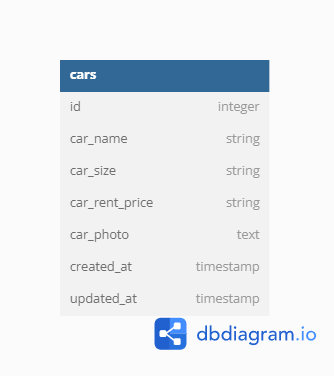 cars
id integer
car_name string
car_size string
car_rent_price string
car_photo text
created_at timestamp
updated_at timestamp
dbdiagram.io